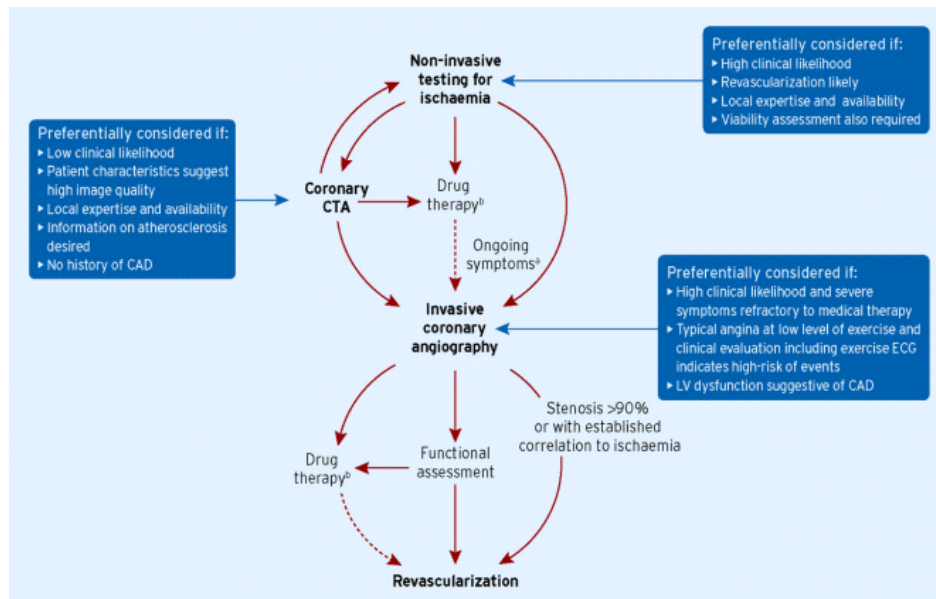 Non-invasive
testing for
ischaemia
Preferentially considered if:
▸ High clinical likelihood
▸ Revascularization likely
▸ Local expertise and availability
▸ Viability assessment also required
Preferentially considered if:
▸ Low clinical likelihood
▸ Patient characteristics suggest
high image quality
▸ Local expertise and availability
▸ Information on atherosclerosis
desired
▸ No history of CAD
Coronary
CTA
Drug
therapyᵇ
Ongoing
symptomsᵃ
Preferentially considered if:
▸ High clinical likelihood and severe
symptoms refractory to medical therapy
▸ Typical angina at low level of exercise and
clinical evaluation including exercise ECG
indicates high-risk of events
▸ LV dysfunction suggestive of CAD
Invasive
coronary
angiography
Stenosis >90%
or with established
correlation to ischaemia
Drug
therapyᵇ
Functional
assessment
Revascularization